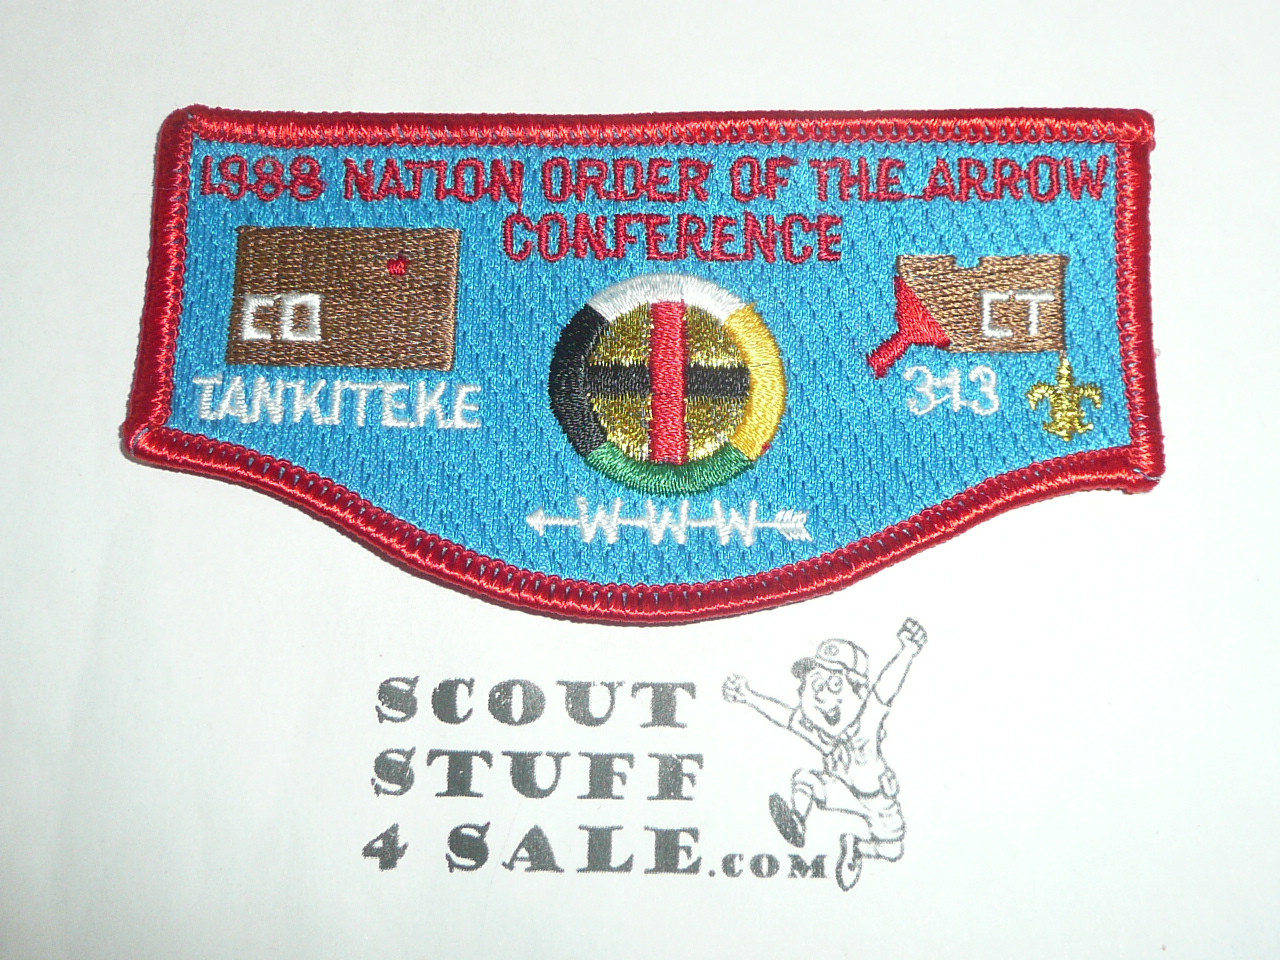 1988 NATION ORDER OF THE ARROW
CONFERENCE
CO
CT
TANKITEKE
313
W-W-W
SCOUT
STUFF
4 SALE.COM